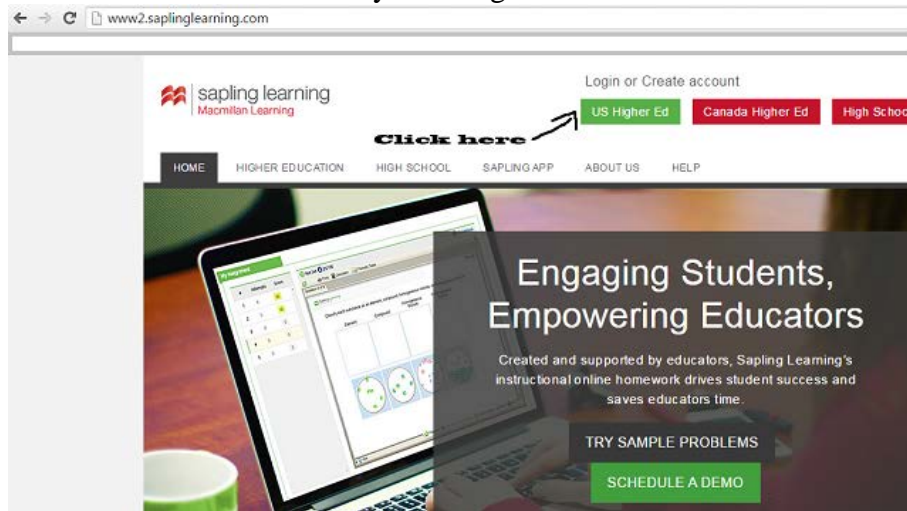 www2.saplinglearning.com
sapling learning
Macmillan Learning
Login or Create account
US Higher Ed
Canada Higher Ed
High Schoo
Click here
HOME
HIGHER EDUCATION
HIGH SCHOOL
SAPLING APP
ABOUT US
HELP
Engaging Students,
Empowering Educators
Created and supported by educators, Sapling Learning's
instructional online homework drives student success and
saves educators time.
TRY SAMPLE PROBLEMS
SCHEDULE A DEMO